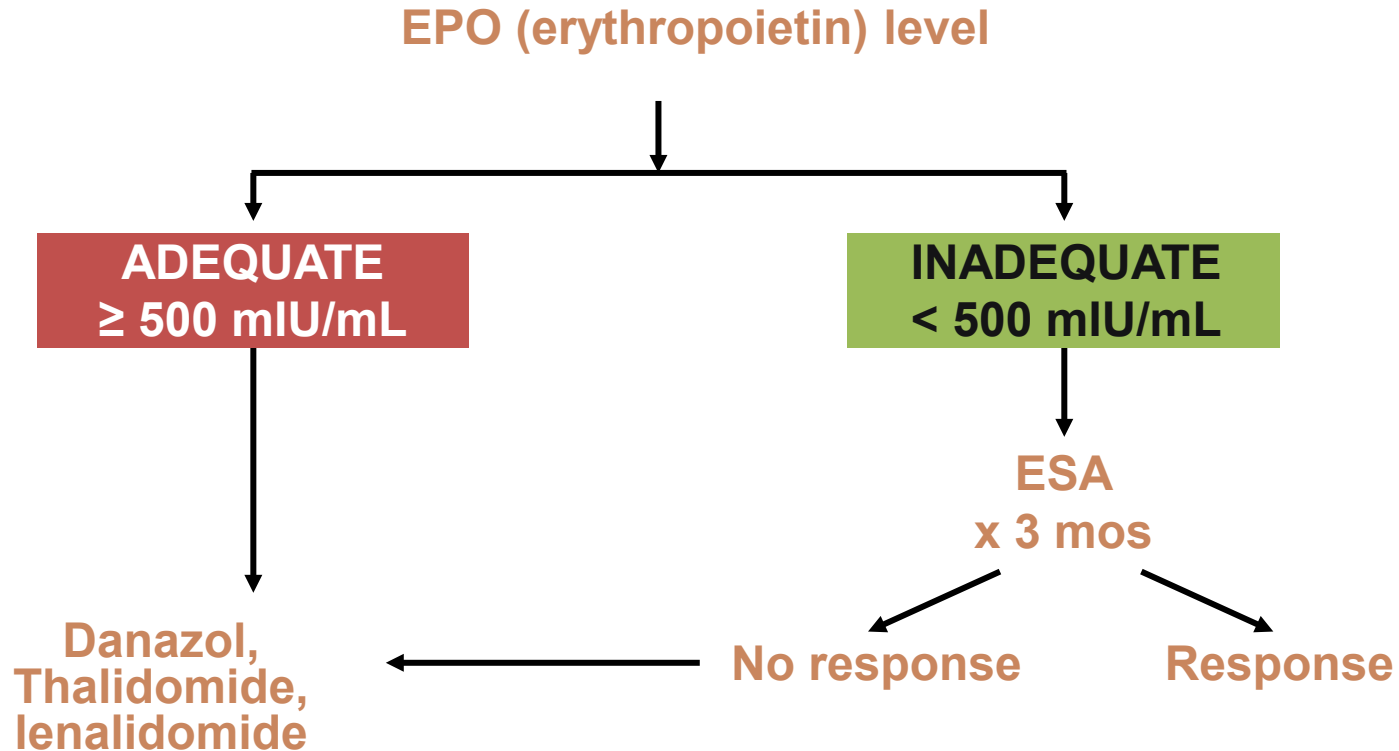 EPO (erythropoietin) level
ADEQUATE
≥ 500 mIU/mL
INADEQUATE
< 500 mIU/mL
ESA
x 3 mos
No response
Response
Danazol,
Thalidomide,
lenalidomide